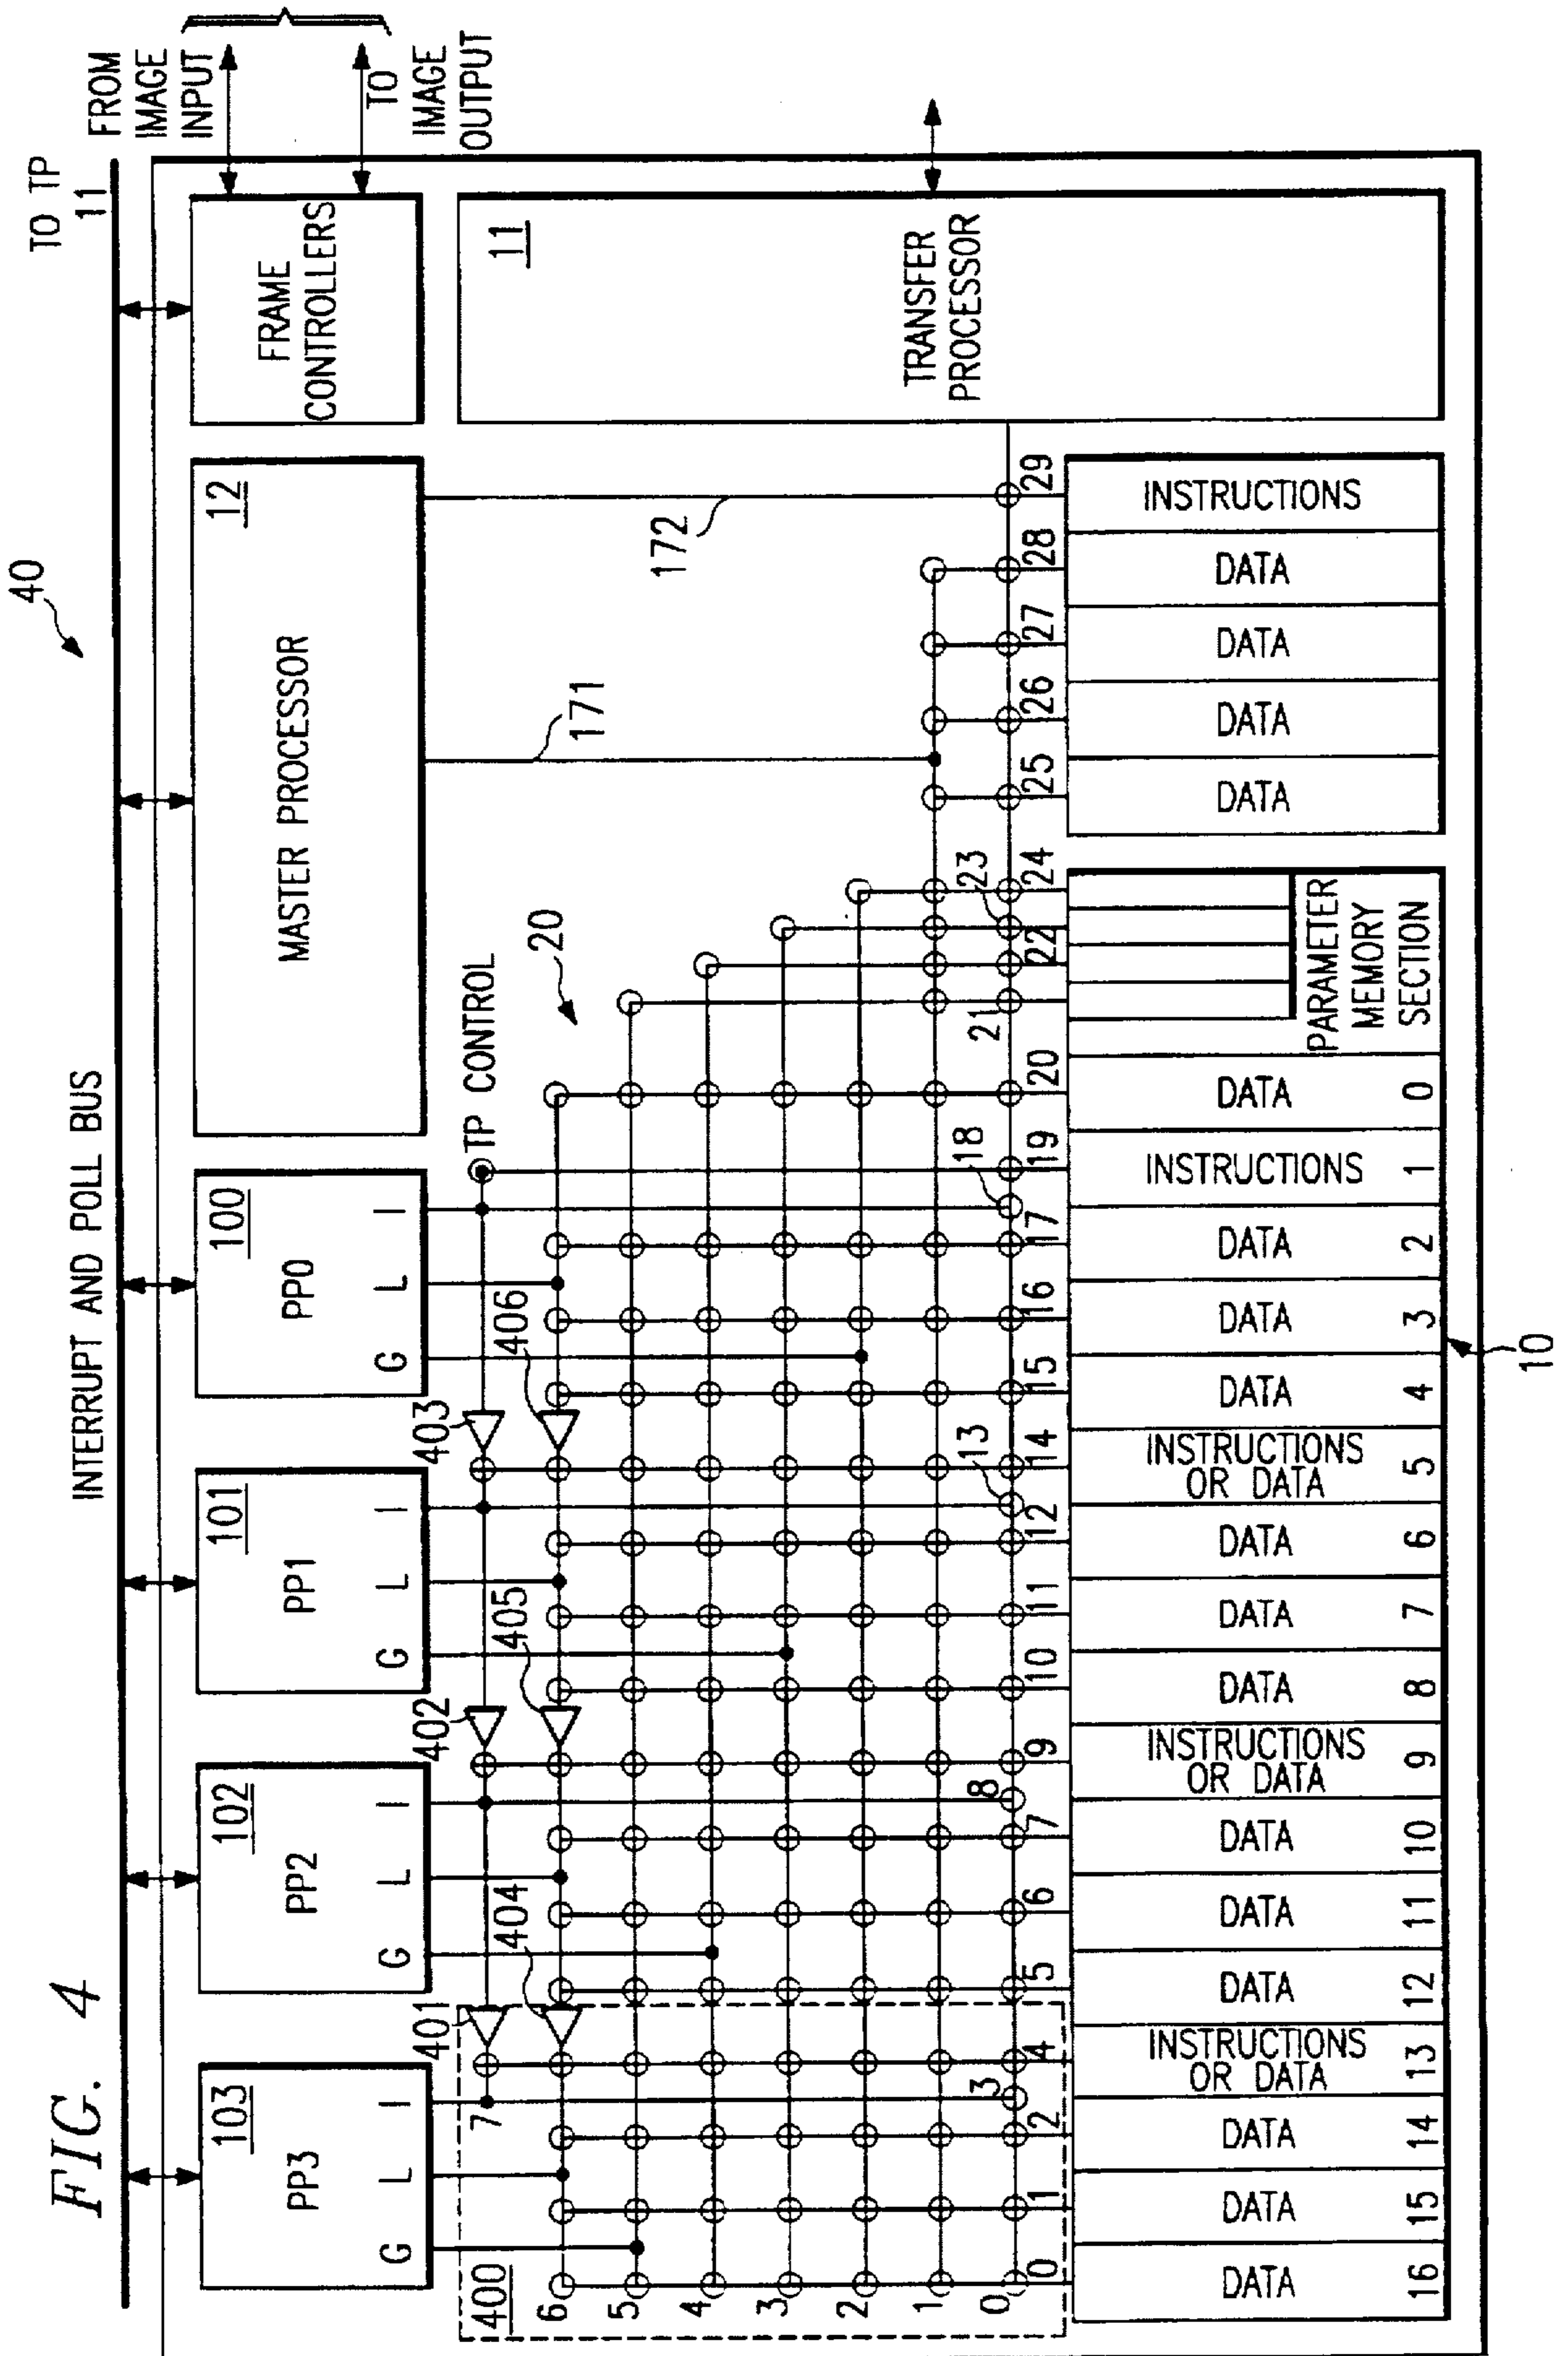 FIG. 4
40
INTERRUPT AND POLL BUS
TO TP
11
FROM
IMAGE
INPUT
TO
IMAGE
OUTPUT
103
PP3
G L I
102
PP2
G L I
101
PP1
G L I
100
PP0
G L I
12
MASTER PROCESSOR
FRAME
CONTROLLERS
11
TRANSFER
PROCESSOR
400
401
402
403
404
405
406
TP CONTROL
20
171
172
7
6
5
4
3
2
1
0
0 1 2 3 4 5 6 7 8 9 10 11 12 13 14 15 16 17 18 19 20 21 22 23 24 25 26 27 28 29
DATA
16
DATA
15
DATA
14
INSTRUCTIONS
OR DATA
13
DATA
12
DATA
11
DATA
10
INSTRUCTIONS
OR DATA
9
DATA
8
DATA
7
DATA
6
INSTRUCTIONS
OR DATA
5
DATA
4
DATA
3
DATA
2
INSTRUCTIONS
1
DATA
0
PARAMETER
MEMORY
SECTION
DATA
DATA
DATA
DATA
INSTRUCTIONS
10